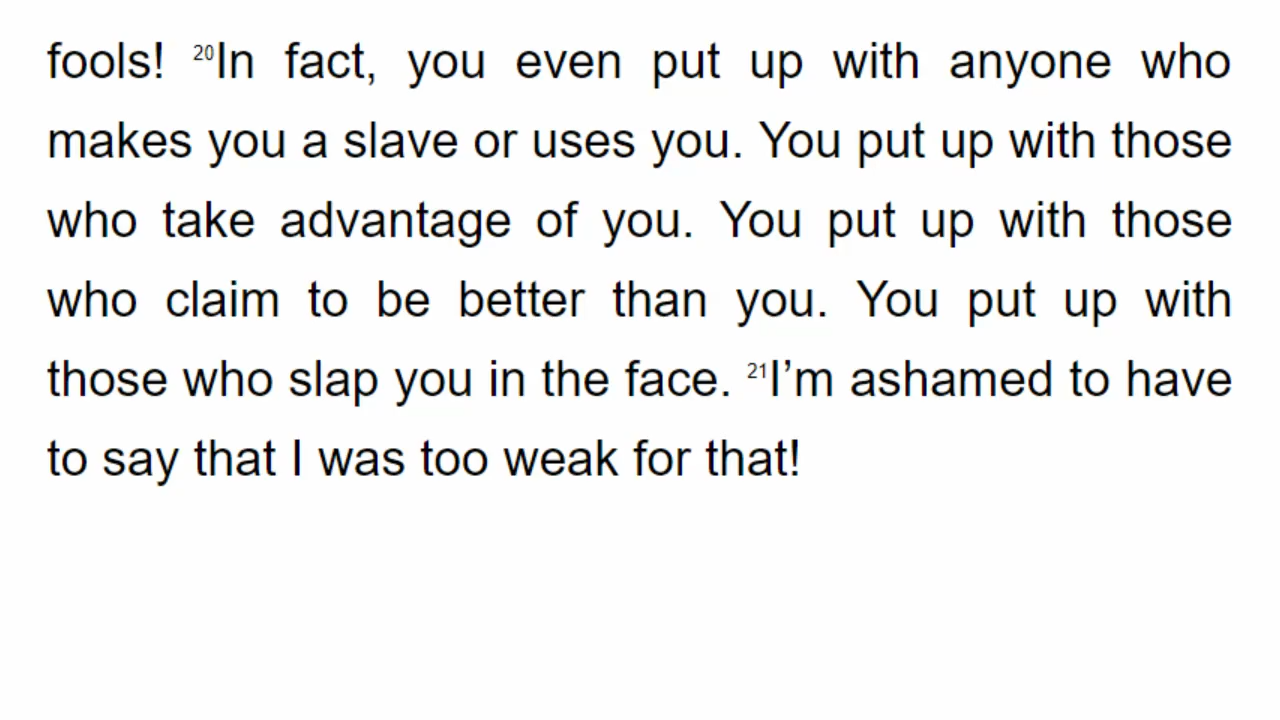 fools! 20In fact, you even put up with anyone who
makes you a slave or uses you. You put up with those
who take advantage of you. You put up with those
who claim to be better than you. You put up with
those who slap you in the face. 21I’m ashamed to have
to say that I was too weak for that!